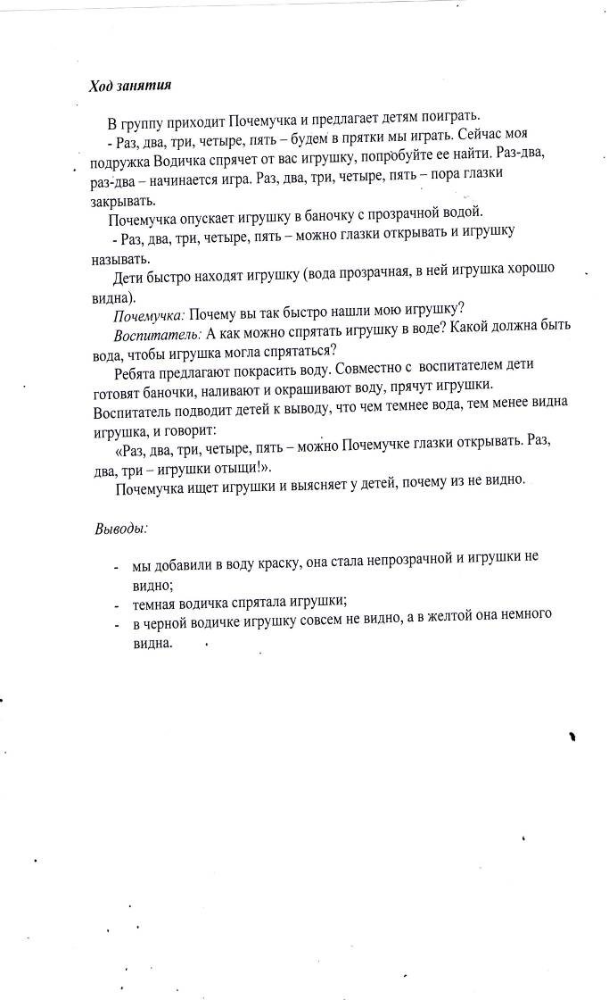 Ход занятия
В группу приходит Почемучка и предлагает детям поиграть.
- Раз, два, три, четыре, пять – будем в прятки мы играть. Сейчас моя
подружка Водичка спрячет от вас игрушку, попробуйте ее найти. Раз-два,
раз-два – начинается игра. Раз, два, три, четыре, пять – пора глазки
закрывать.
Почемучка опускает игрушку в баночку с прозрачной водой.
- Раз, два, три, четыре, пять – можно глазки открывать и игрушку
называть.
Дети быстро находят игрушку (вода прозрачная, в ней игрушка хорошо
видна).
Почемучка: Почему вы так быстро нашли мою игрушку?
Воспитатель: А как можно спрятать игрушку в воде? Какой должна быть
вода, чтобы игрушка могла спрятаться?
Ребята предлагают покрасить воду. Совместно с воспитателем дети
готовят баночки, наливают и окрашивают воду, прячут игрушки.
Воспитатель подводит детей к выводу, что чем темнее вода, тем менее видна
игрушка, и говорит:
«Раз, два, три, четыре, пять – можно Почемучке глазки открывать. Раз,
два, три – игрушки отыщи!».
Почемучка ищет игрушки и выясняет у детей, почему из не видно.
Выводы:
- мы добавили в воду краску, она стала непрозрачной и игрушки не
видно;
- темная водичка спрятала игрушки;
- в черной водичке игрушку совсем не видно, а в желтой она немного
видна.